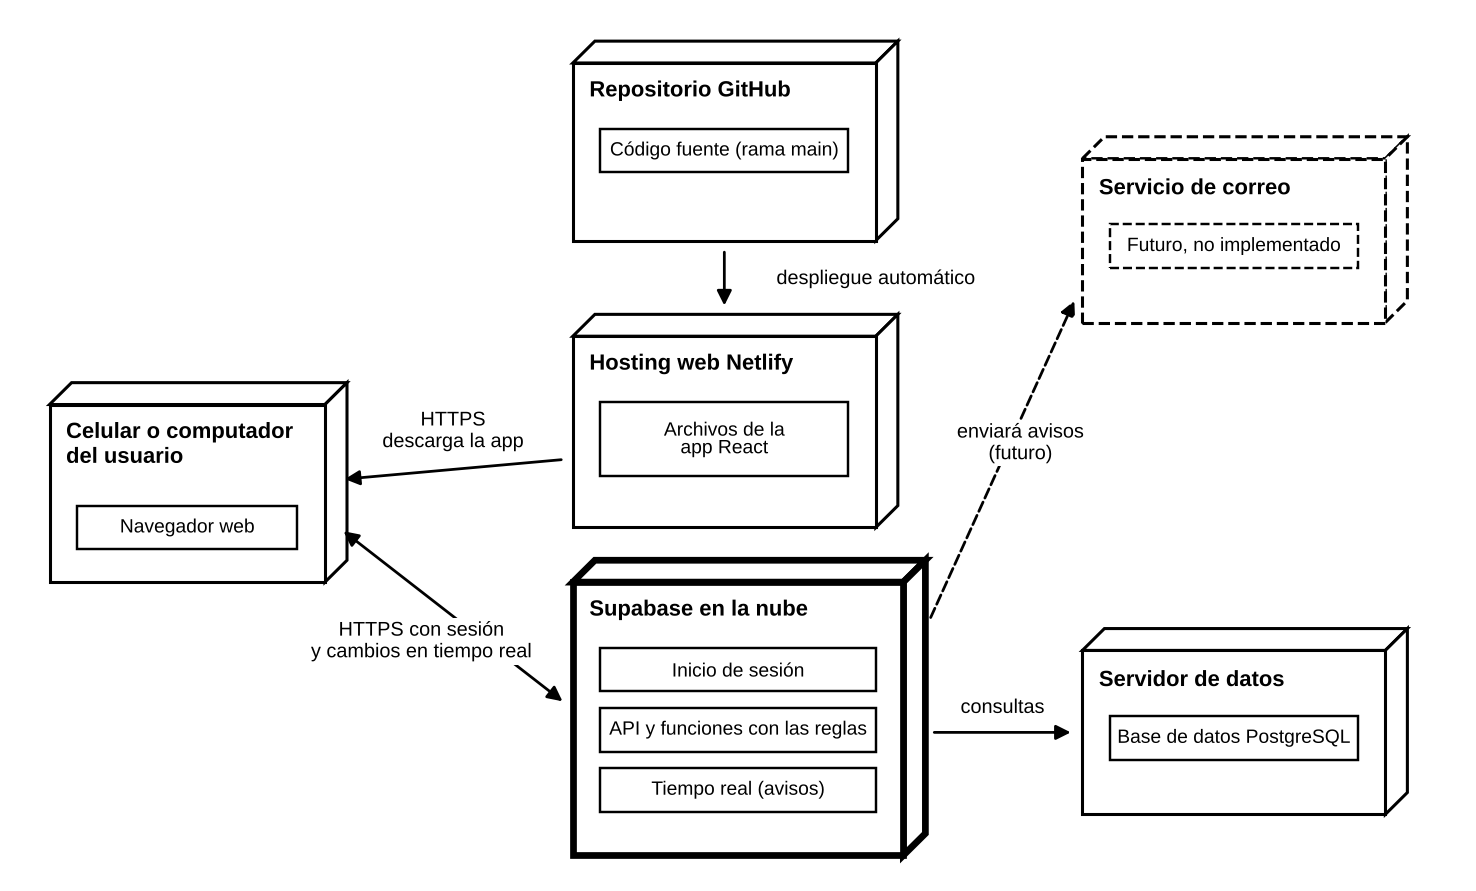 Repositorio GitHub
Código fuente (rama main)
Servicio de correo
Futuro, no implementado
despliegue automático
Hosting web Netlify
Archivos de la
app React
Celular o computador
del usuario
Navegador web
HTTPS
descarga la app
enviará avisos
(futuro)
HTTPS con sesión
y cambios en tiempo real
Supabase en la nube
Inicio de sesión
API y funciones con las reglas
Tiempo real (avisos)
consultas
Servidor de datos
Base de datos PostgreSQL